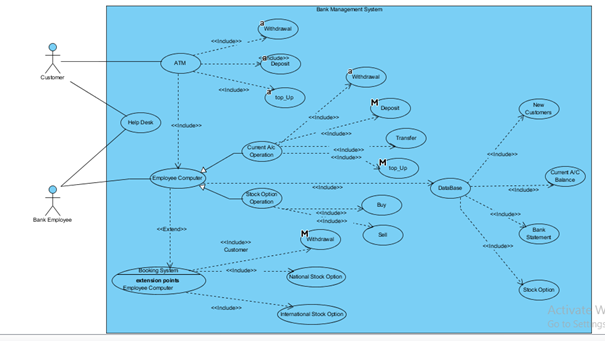 Bank Management System
a
Withdrawal
<<Include>>
ATM
a
<<Include>>
Deposit
Customer
<<Include>>
a
top_Up
a
Withdrawal
M
Deposit
New
Customers
Help Desk
<<Include>>
<<Include>>
<<Include>>
Transfer
Current A/c
Operation
<<Include>>
<<Include>>
<<Include>>
M
top_Up
Employee Computer
<<Include>>
DataBase
<<Include>>
Current A/C
Balance
Stock Option
Operation
Buy
Bank Employee
<<Include>>
<<Include>>
Sell
<<Extend>>
M
Withdrawal
<<Include>>
Bank
Statement
<<Include>>
Customer
Booking System
extension points
Employee Computer
<<Include>>
National Stock Option
Stock Option
<<Include>>
International Stock Option
Activate W
Go to Settings